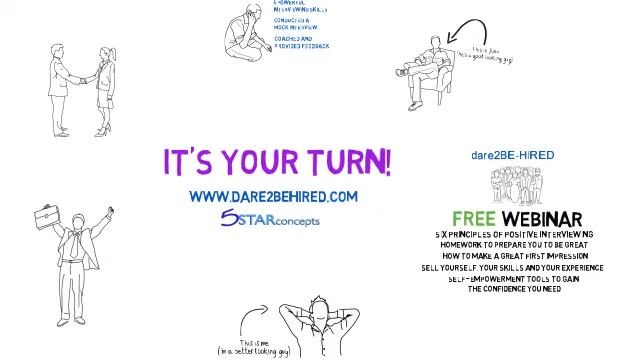 5 POWERFUL
INTERVIEWING SKILLS
CONDUCTED A
MOCK INTERVIEW
COACHED AND
PROVIDED FEEDBACK
This is John
(he's a good looking guy)
IT'S YOUR TURN!
WWW.DARE2BEHIRED.COM
5STARconcepts
dare2BE-HIRED
FREE WEBINAR
SIX PRINCIPLES OF POSITIVE INTERVIEWING
HOMEWORK TO PREPARE YOU TO BE GREAT
HOW TO MAKE A GREAT FIRST IMPRESSION
SELL YOURSELF, YOUR SKILLS AND YOUR EXPERIENCE
SELF-EMPOWERMENT TOOLS TO GAIN
THE CONFIDENCE YOU NEED
This is me
(im a better looking guy)